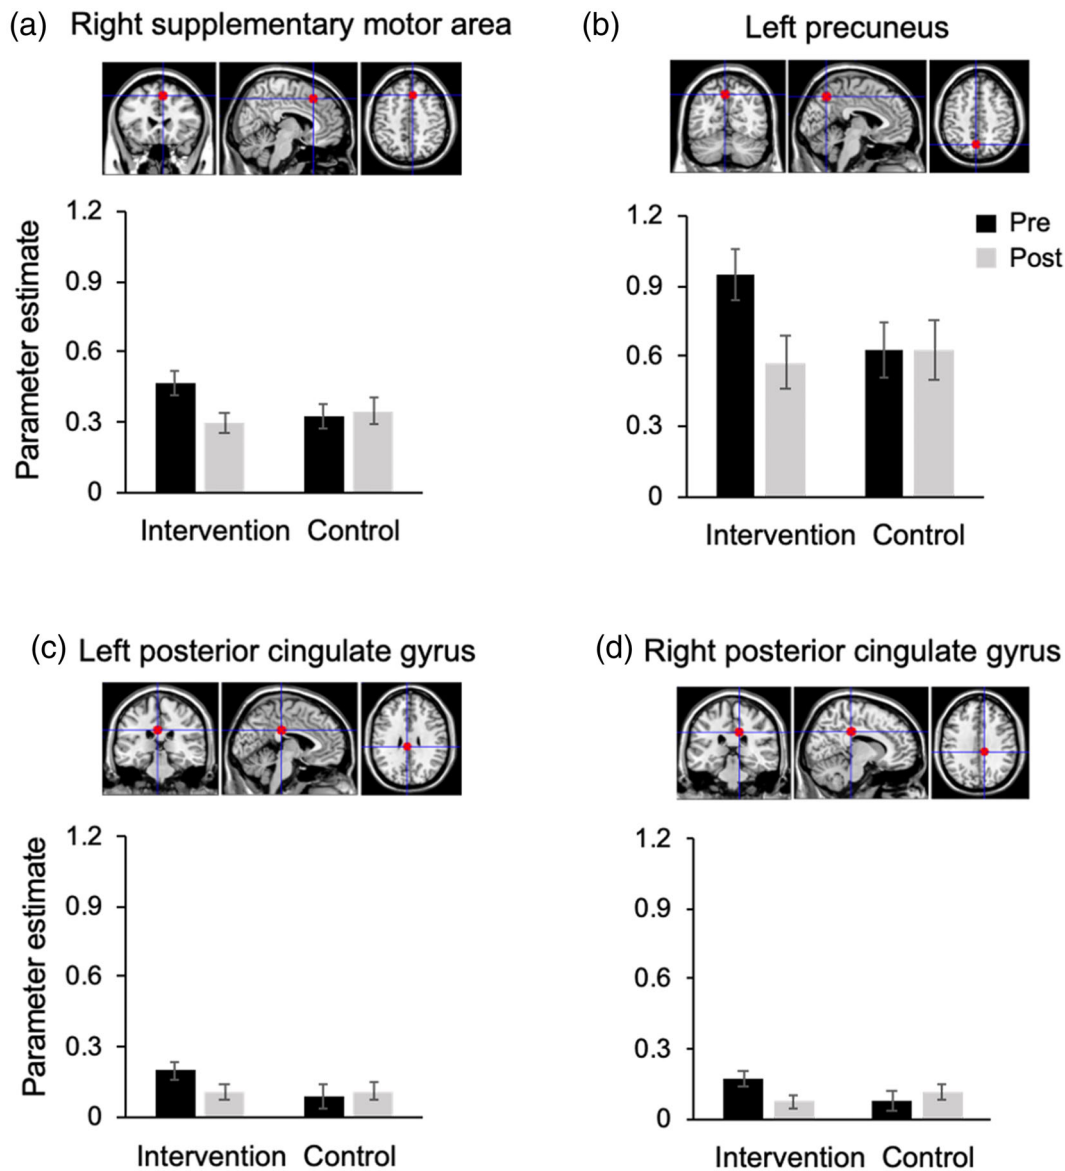 (a) Right supplementary motor area
1.2
0.9
0.6
0.3
0
Parameter estimate
Intervention Control
(b) Left precuneus
1.2
0.9
0.6
0.3
0
Pre
Post
Intervention Control
(c) Left posterior cingulate gyrus
1.2
0.9
0.6
0.3
0
Parameter estimate
Intervention Control
(d) Right posterior cingulate gyrus
1.2
0.9
0.6
0.3
0
Intervention Control